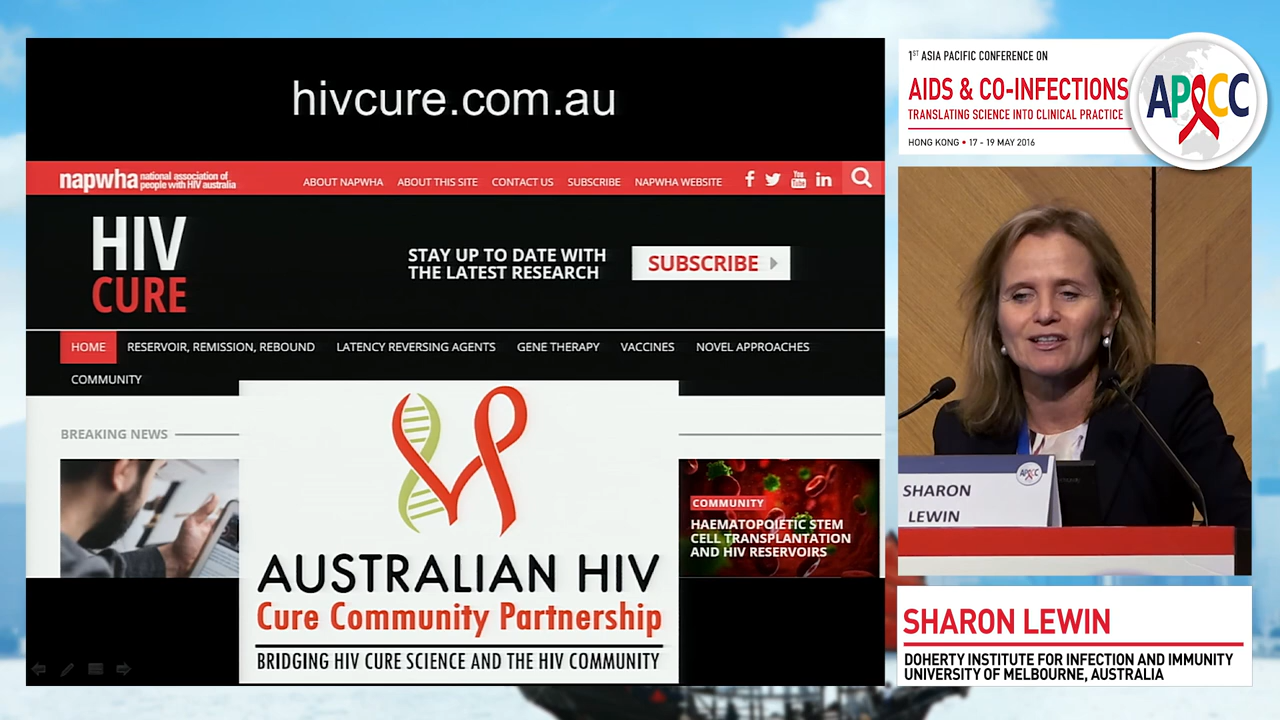 hivcure.com.au
napwha national association of
people with HIV australia
ABOUT NAPWHA
ABOUT THIS SITE
CONTACT US
SUBSCRIBE
NAPWHA WEBSITE
f
You
Tube
in
HIV
CURE
STAY UP TO DATE WITH
THE LATEST RESEARCH
SUBSCRIBE
HOME
RESERVOIR, REMISSION, REBOUND
LATENCY REVERSING AGENTS
GENE THERAPY
VACCINES
NOVEL APPROACHES
COMMUNITY
BREAKING NEWS
COMMUNITY
HAEMATOPOIETIC STEM
CELL TRANSPLANTATION
AND HIV RESERVOIRS
AUSTRALIAN HIV
Cure Community Partnership
BRIDGING HIV CURE SCIENCE AND THE HIV COMMUNITY
1ST ASIA PACIFIC CONFERENCE ON
AIDS & CO-INFECTIONS
TRANSLATING SCIENCE INTO CLINICAL PRACTICE
HONG KONG • 17 - 19 MAY 2016
APACC
APACC
SHARON
LEWIN
SHARON LEWIN
DOHERTY INSTITUTE FOR INFECTION AND IMMUNITY
UNIVERSITY OF MELBOURNE, AUSTRALIA